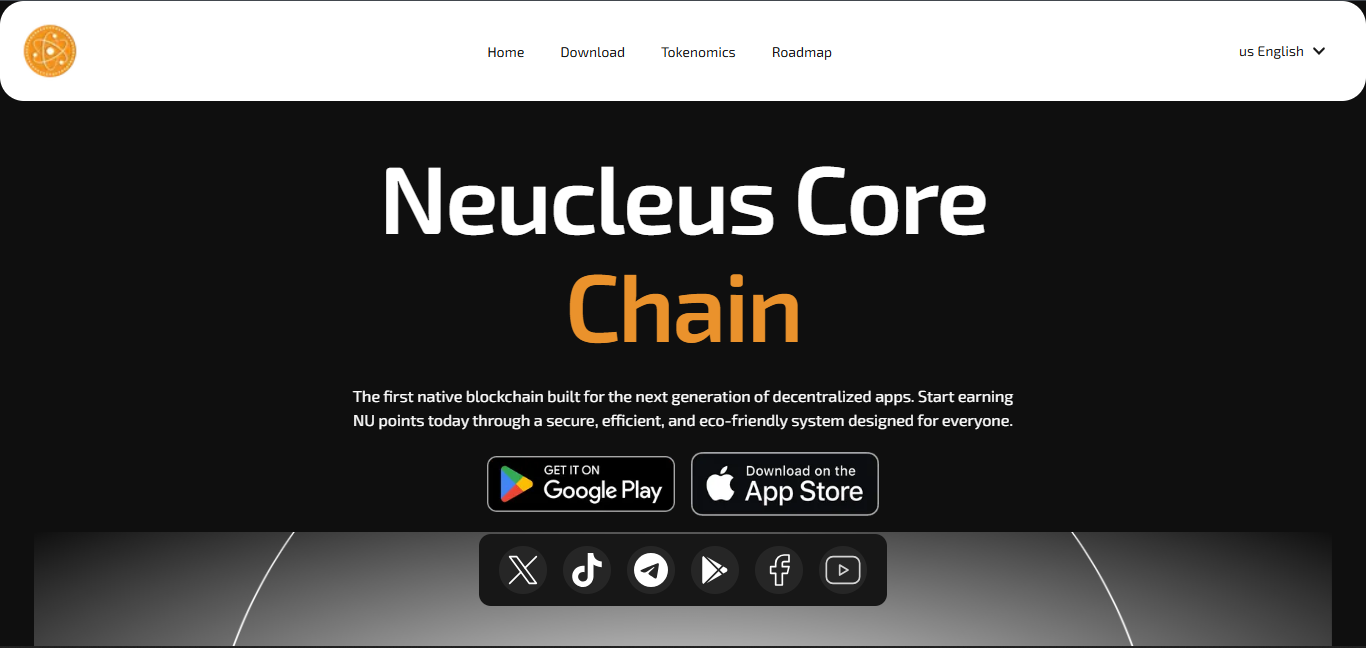 Home Download Tokenomics Roadmap us English
Neucleus Core
Chain
The first native blockchain built for the next generation of decentralized apps. Start earning
NU points today through a secure, efficient, and eco-friendly system designed for everyone.
GET IT ON
Google Play
Download on the
App Store